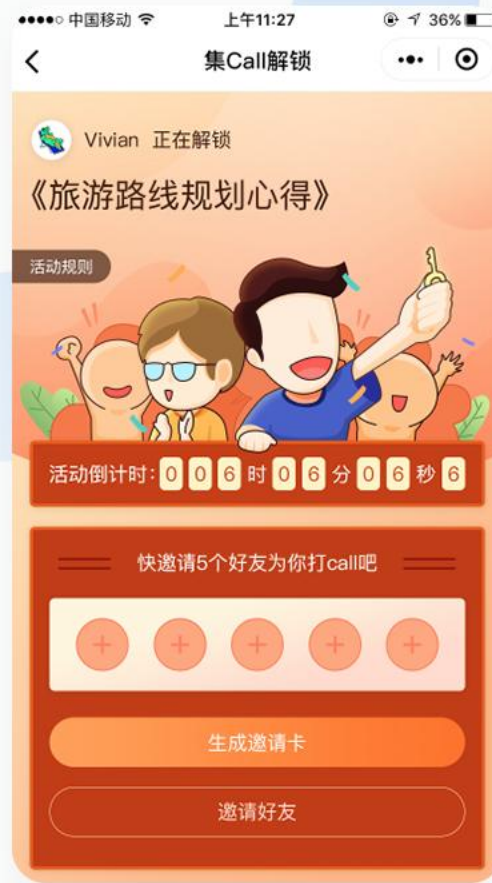 中国移动 上午11:27 36%
集Call解锁
Vivian 正在解锁
《旅游路线规划心得》
活动规则
活动倒计时: 0 0 6 时 0 6 分 0 6 秒 6
快邀请5个好友为你打call吧
生成邀请卡
邀请好友